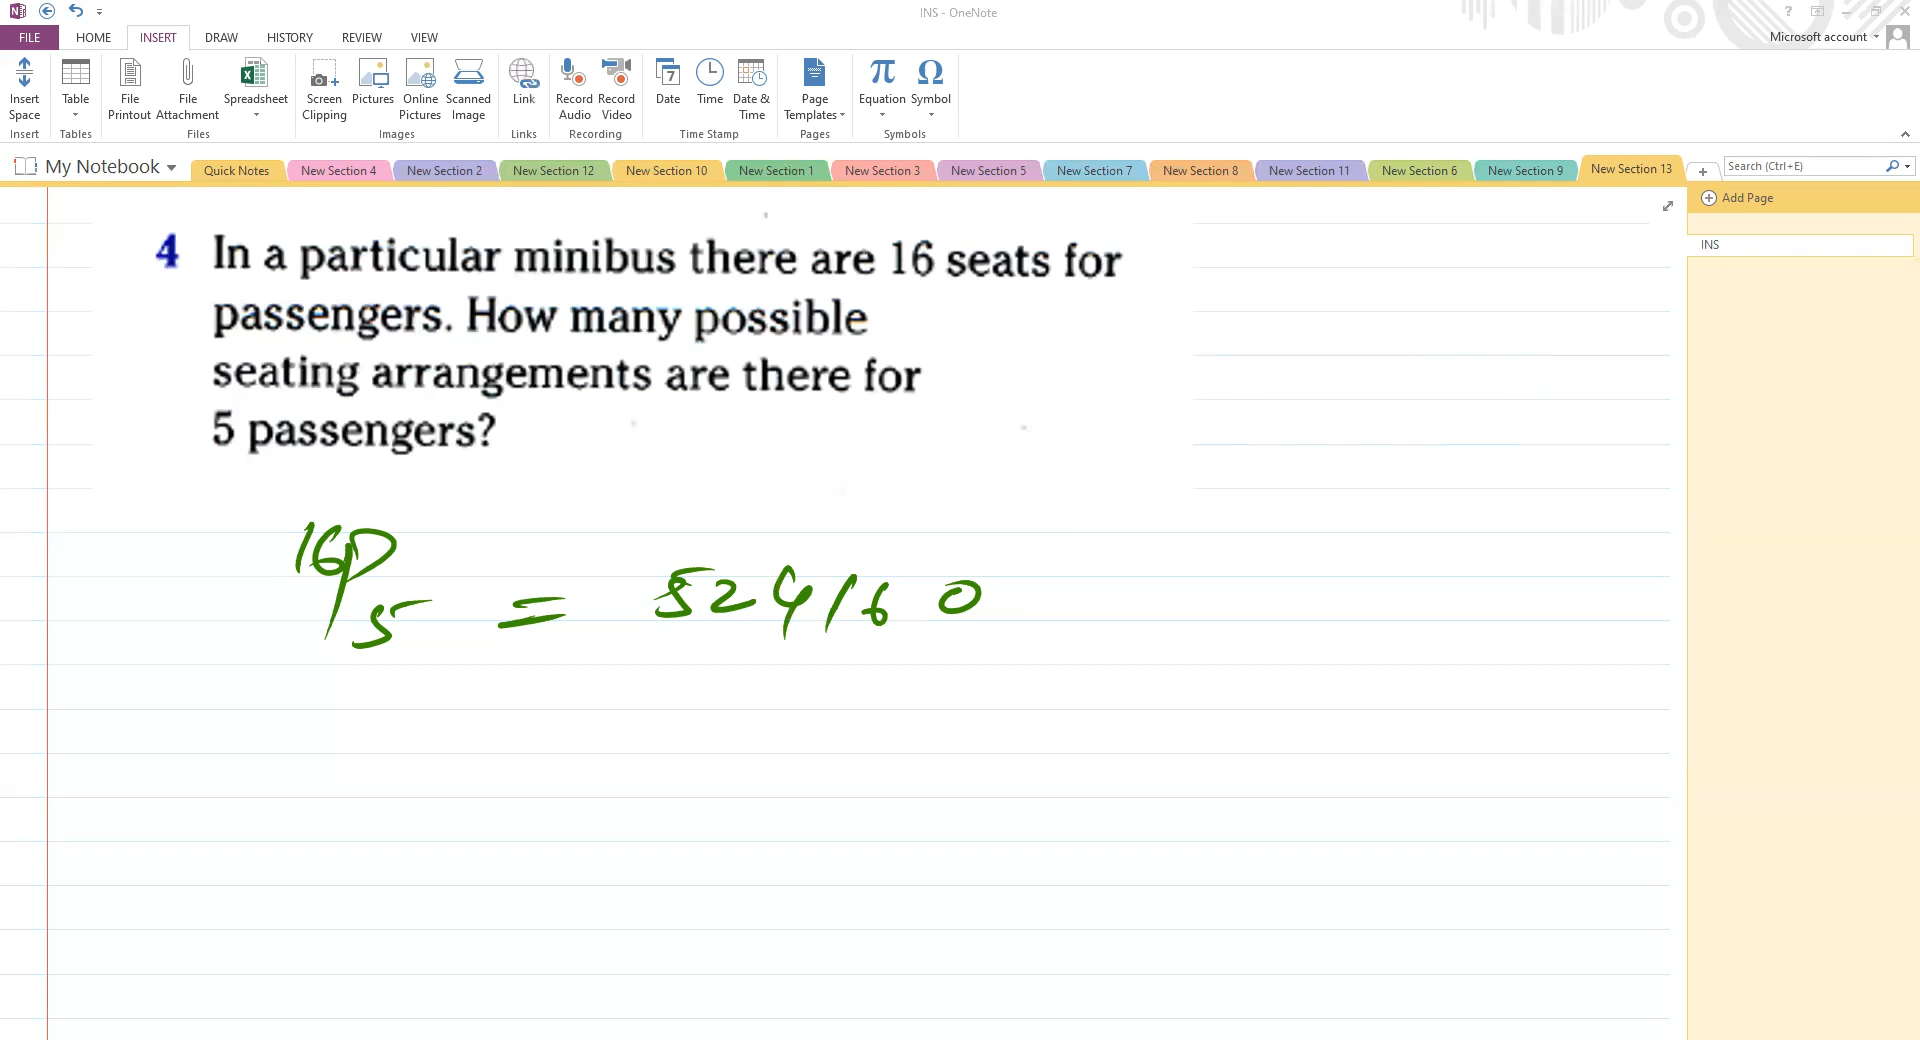 INS - OneNote
FILE HOME INSERT DRAW HISTORY REVIEW VIEW
Microsoft account
Insert Space
Table
File Printout
File Attachment
Spreadsheet
Screen Clipping
Pictures
Online Pictures
Scanned Image
Link
Record Audio
Record Video
7
Date
Time
Date & Time
Page Templates
π
Equation
Ω
Symbol
Insert Tables Files Images Links Recording Time Stamp Pages Symbols
My Notebook
Quick Notes New Section 4 New Section 2 New Section 12 New Section 10 New Section 1 New Section 3 New Section 5 New Section 7 New Section 8 New Section 11 New Section 6 New Section 9 New Section 13
Search (Ctrl+E)
Add Page
INS
4 In a particular minibus there are 16 seats for
passengers. How many possible
seating arrangements are there for
5 passengers?
16P5 = 524160